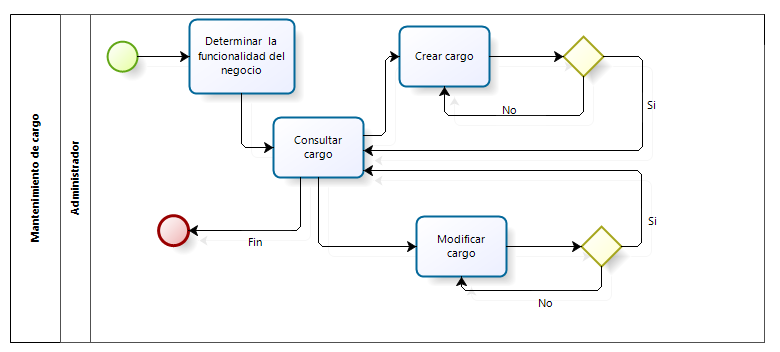 Mantenimiento de cargo
Administrador
Determinar la
funcionalidad del
negocio
Crear cargo
No
Si
Consultar
cargo
Fin
Modificar
cargo
No
Si